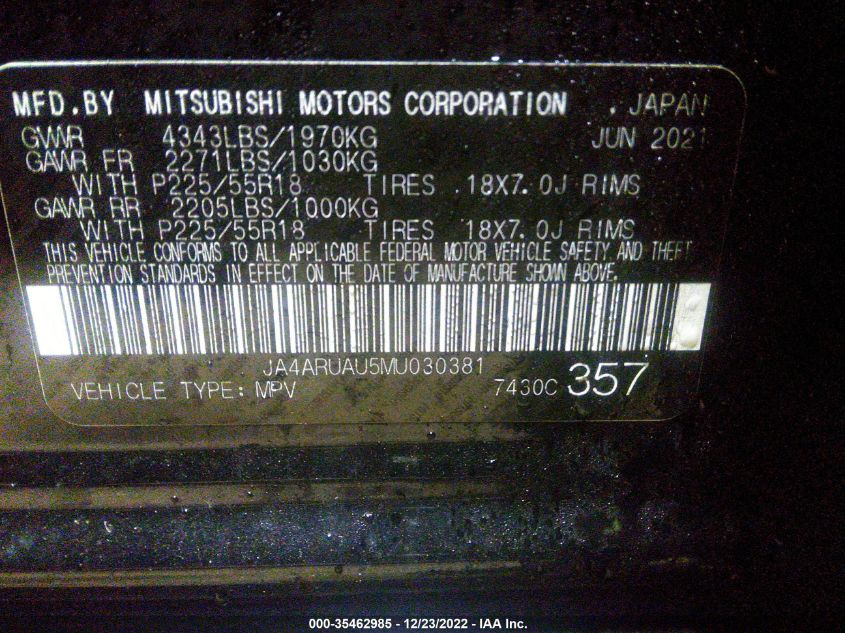 MFD.BY MITSUBISHI MOTORS CORPORATION . JAPAN
GVWR 4343LBS/1970KG JUN 2021
GAWR FR 2271LBS/1030KG
WITH P225/55R18 TIRES 18X7.0J RIMS
GAWR RR 2205LBS/1000KG
WITH P225/55R18 TIRES 18X7.0J RIMS
THIS VEHICLE CONFORMS TO ALL APPLICABLE FEDERAL MOTOR VEHICLE SAFETY AND THEFT
PREVENTION STANDARDS IN EFFECT ON THE DATE OF MANUFACTURE SHOWN ABOVE.
JA4ARUAU5MU030381
VEHICLE TYPE: MPV 7430C 357
000-35462985 - 12/23/2022 - IAA Inc.